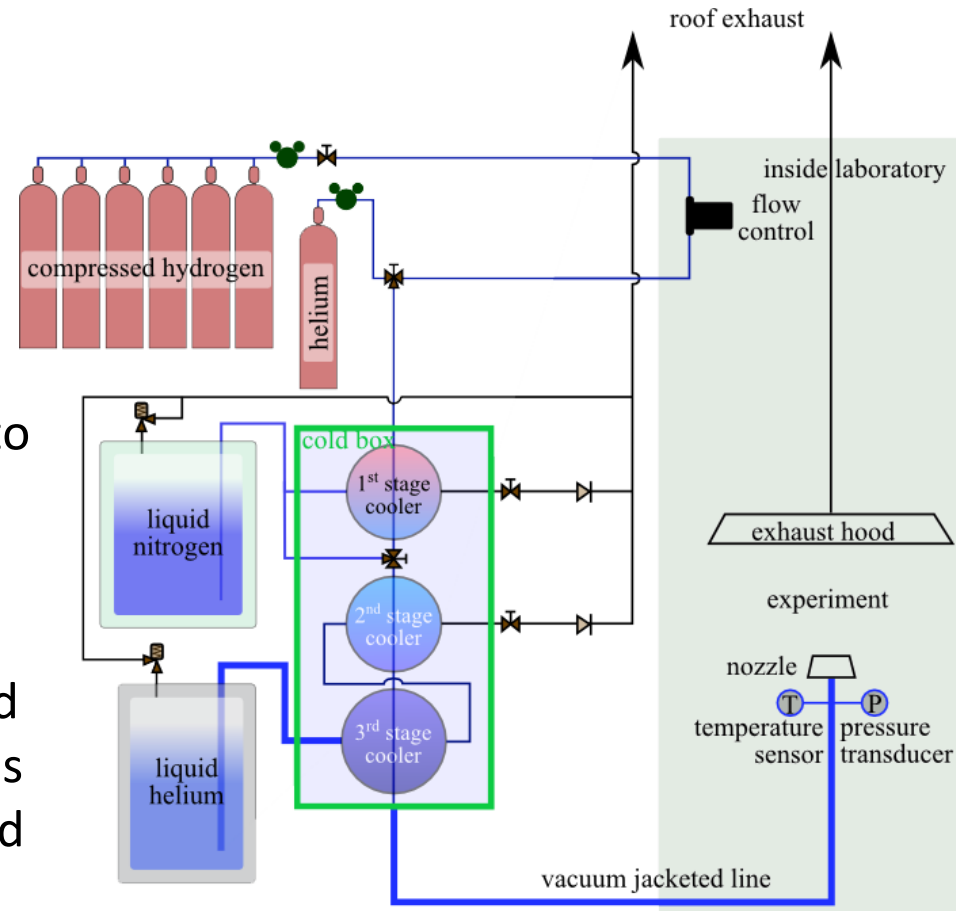 roof exhaust
inside laboratory
flow
control
compressed hydrogen
helium
to
cold box
1st stage
cooler
liquid
nitrogen
exhaust hood
2nd stage
cooler
experiment
nozzle
d
T
P
temperature
sensor
pressure
transducer
3rd stage
cooler
s
liquid
helium
d
vacuum jacketed line